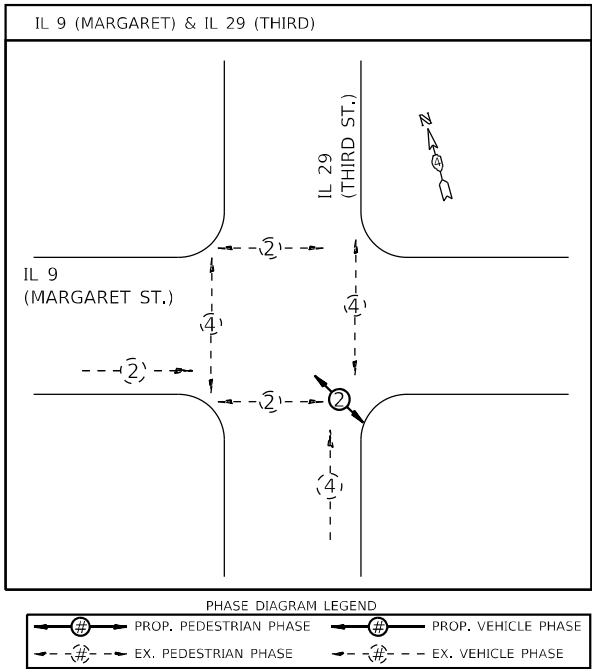 IL 9 (MARGARET) & IL 29 (THIRD)
IL 29
(THIRD ST.)
N
4
2
IL 9
(MARGARET ST.)
4
4
2
2
2
4
PHASE DIAGRAM LEGEND
# PROP. PEDESTRIAN PHASE # PROP. VEHICLE PHASE
# EX. PEDESTRIAN PHASE # EX. VEHICLE PHASE